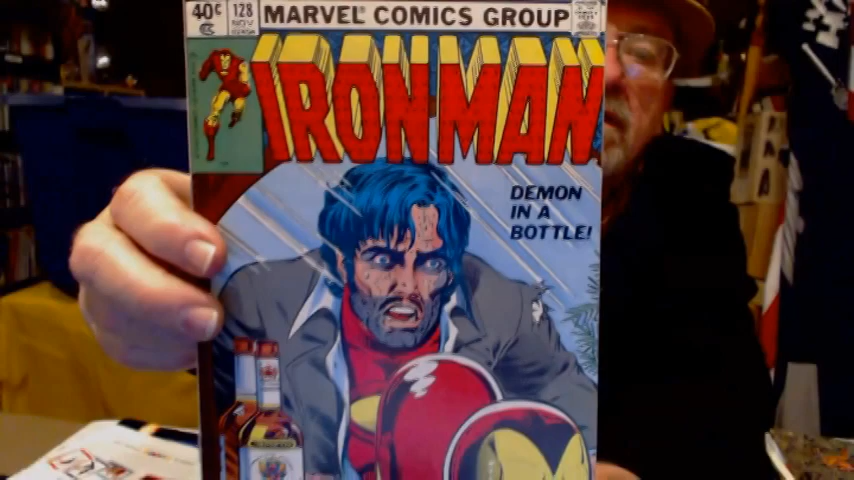 40¢ 128 MARVEL® COMICS GROUP
NOV
IRON MAN
DEMON
IN A
BOTTLE!